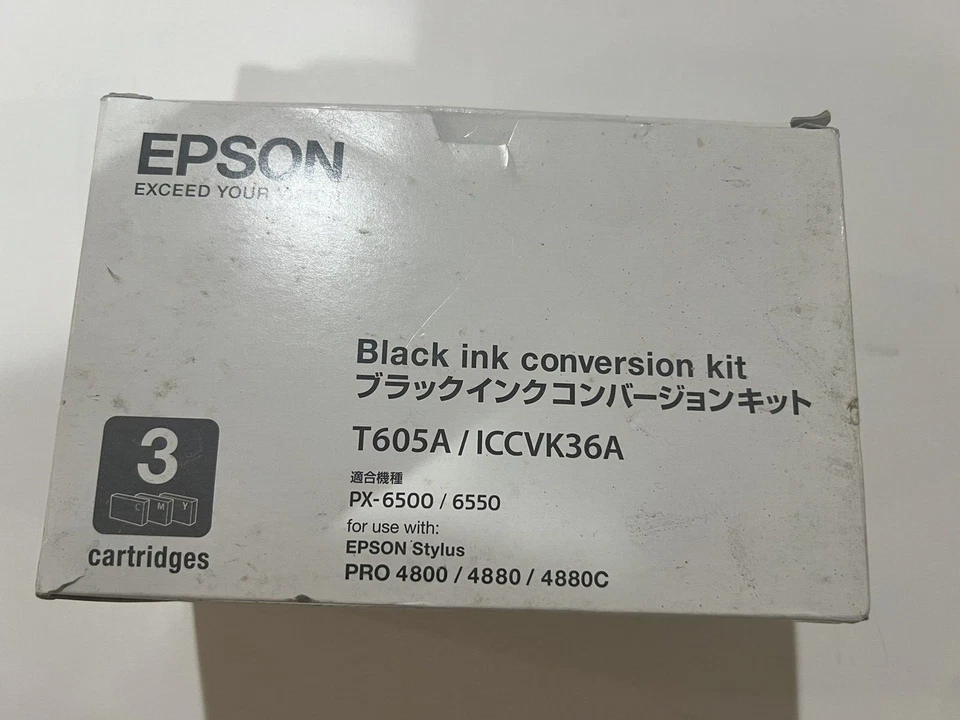 EPSON
EXCEED YOUR
Black ink conversion kit
ブラックインクコンバージョンキット
T605A / ICCVK36A
適合機種
PX-6500 / 6550
for use with:
EPSON Stylus
PRO 4800 / 4880 / 4880C
3
C M Y
cartridges